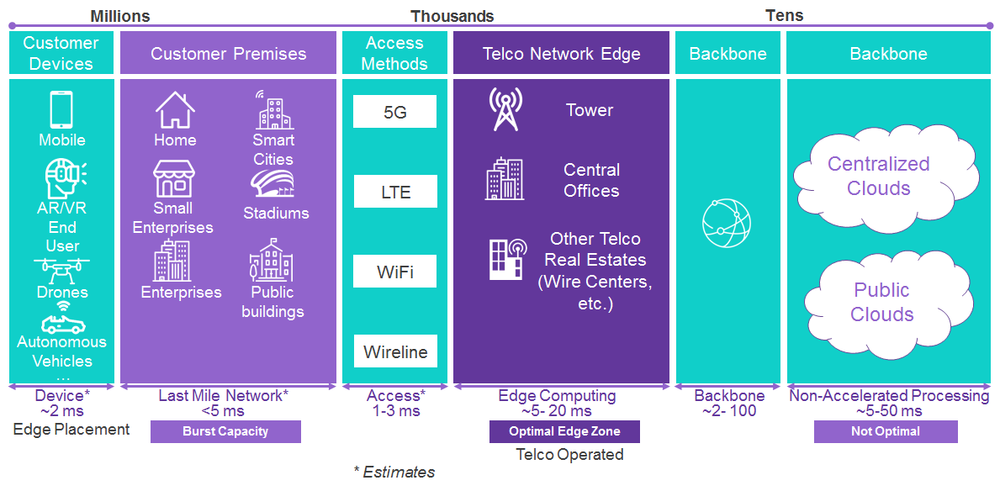 Millions
Thousands
Tens
Customer
Devices
Customer Premises
Access
Methods
Telco Network Edge
Backbone
Backbone
Mobile
AR/VR
End
User
Drones
Autonomous
Vehicles
...
Home
Smart
Cities
Small
Enterprises
Stadiums
Enterprises
Public
buildings
5G
LTE
WiFi
Wireline
Tower
Central
Offices
Other Telco
Real Estates
(Wire Centers,
etc.)
Centralized
Clouds
Public
Clouds
Device*
~2 ms
Edge Placement
Last Mile Network*
<5 ms
Burst Capacity
Access*
1-3 ms
Edge Computing
~5- 20 ms
Optimal Edge Zone
Telco Operated
Backbone
~2- 100
Non-Accelerated Processing
~5-50 ms
Not Optimal
* Estimates